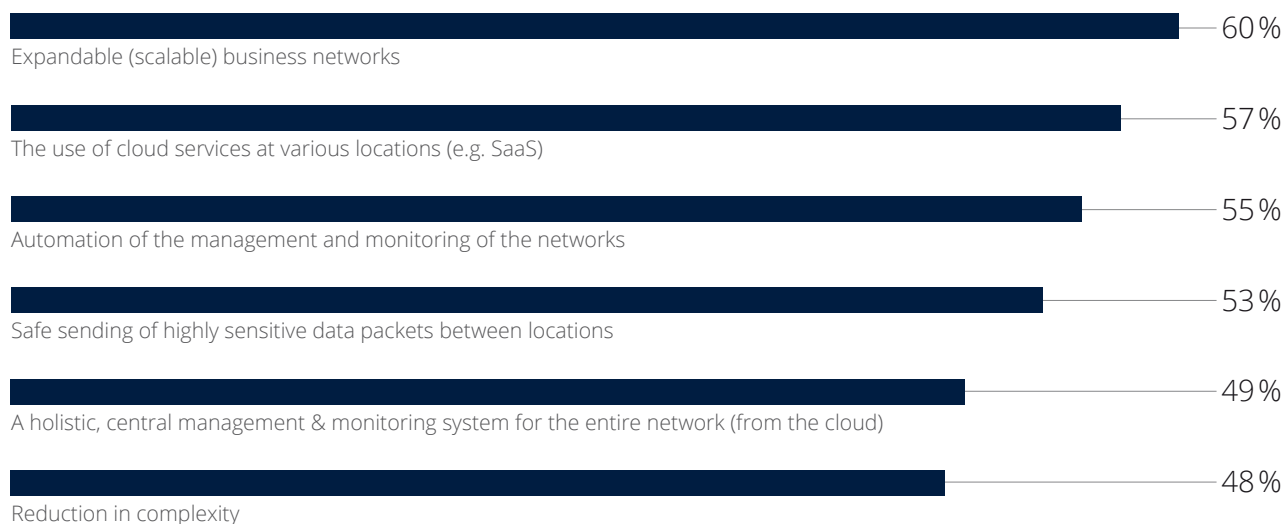 60 %
Expandable (scalable) business networks
57 %
The use of cloud services at various locations (e.g. SaaS)
55 %
Automation of the management and monitoring of the networks
53 %
Safe sending of highly sensitive data packets between locations
49 %
A holistic, central management & monitoring system for the entire network (from the cloud)
48 %
Reduction in complexity